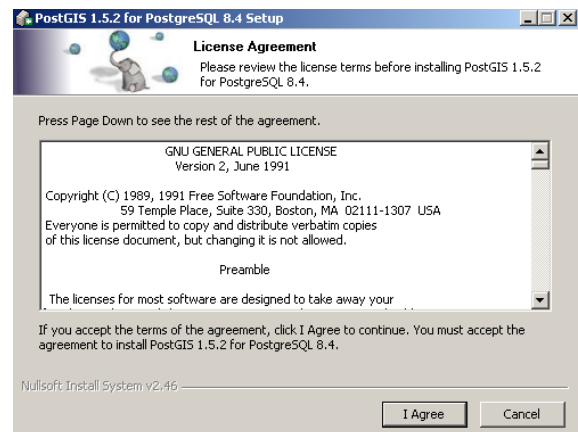 PostGIS 1.5.2 for PostgreSQL 8.4 Setup
License Agreement
Please review the license terms before installing PostGIS 1.5.2
for PostgreSQL 8.4.
Press Page Down to see the rest of the agreement.
GNU GENERAL PUBLIC LICENSE
Version 2, June 1991
Copyright (C) 1989, 1991 Free Software Foundation, Inc.
59 Temple Place, Suite 330, Boston, MA 02111-1307 USA
Everyone is permitted to copy and distribute verbatim copies
of this license document, but changing it is not allowed.
Preamble
The licenses for most software are designed to take away your
If you accept the terms of the agreement, click I Agree to continue. You must accept the
agreement to install PostGIS 1.5.2 for PostgreSQL 8.4.
Nullsoft Install System v2.46
I Agree
Cancel